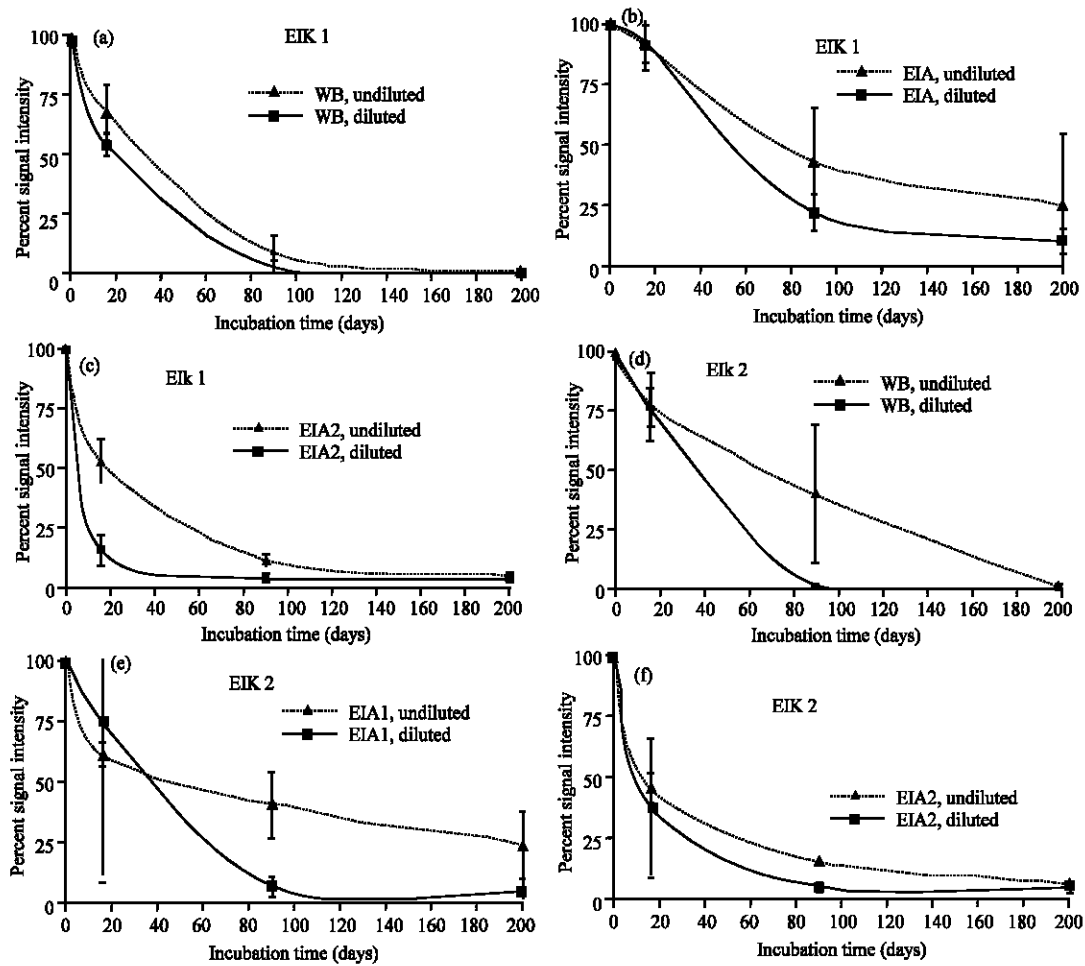 (a)
EIK 1
WB, undiluted
WB, diluted
Percent signal intensity
100
75
50
25
0
0 20 40 60 80 100 120 140 160 180 200
Incubation time (days)
(b)
EIK 1
EIA, undiluted
EIA, diluted
Percent signal intensity
100
75
50
25
0
0 20 40 60 80 100 120 140 160 180 200
Incubation time (days)
(c)
EIk 1
EIA2, undiluted
EIA2, diluted
Percent signal intensity
100
75
50
25
0
0 20 40 60 80 100 120 140 160 180 200
Incubation time (days)
(d)
EIk 2
WB, undiluted
WB, diluted
Percent signal intensity
100
75
50
25
0
0 20 40 60 80 100 120 140 160 180 200
Incubation time (days)
(e)
EIK 2
EIA1, undiluted
EIA1, diluted
Percent signal intensity
100
75
50
25
0
0 20 40 60 80 100 120 140 160 180 200
Incubation time (days)
(f)
EIK 2
EIA2, undiluted
EIA2, diluted
Percent signal intensity
100
75
50
25
0
0 20 40 60 80 100 120 140 160 180 200
Incubation time (days)